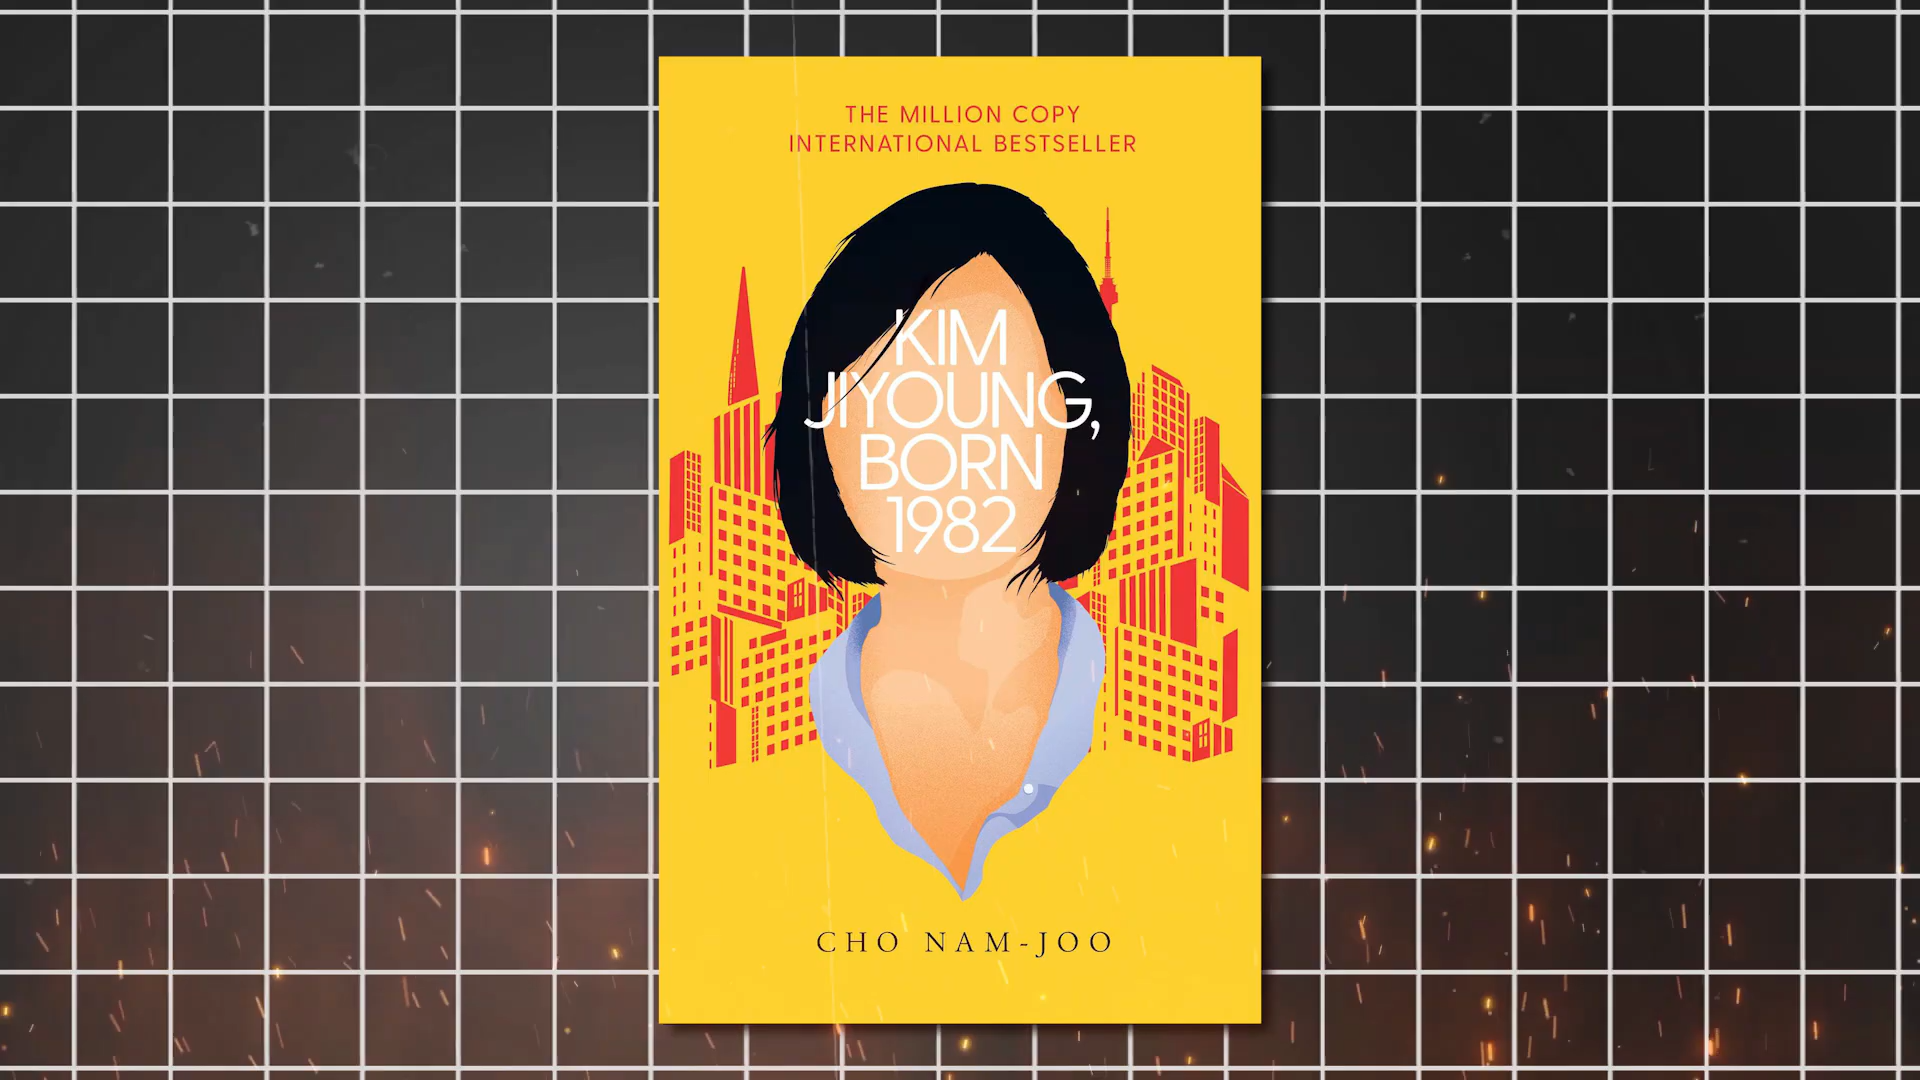 THE MILLION COPY
INTERNATIONAL BESTSELLER
KIM
JIYOUNG,
BORN
1982
CHO NAM-JOO